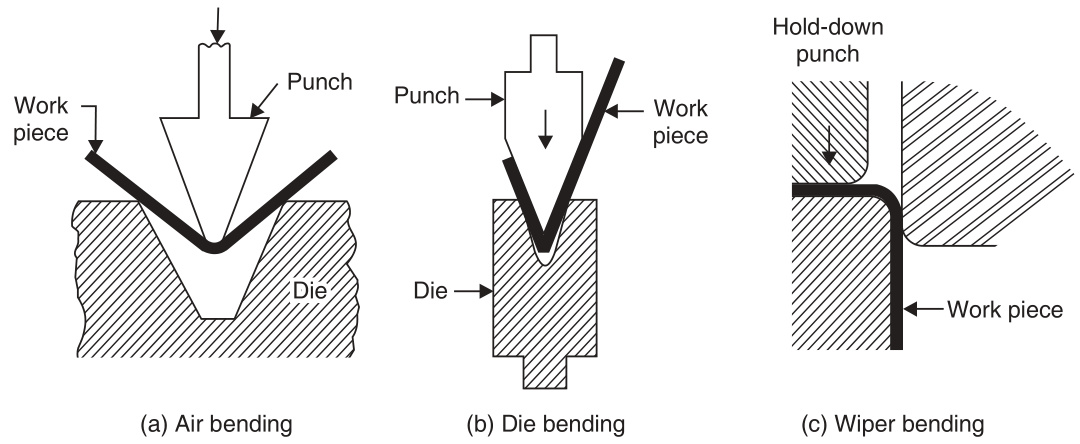 Hold-down
punch
Punch
Work
piece
Punch
Work
piece
Die
Die
Work piece
(a) Air bending
(b) Die bending
(c) Wiper bending